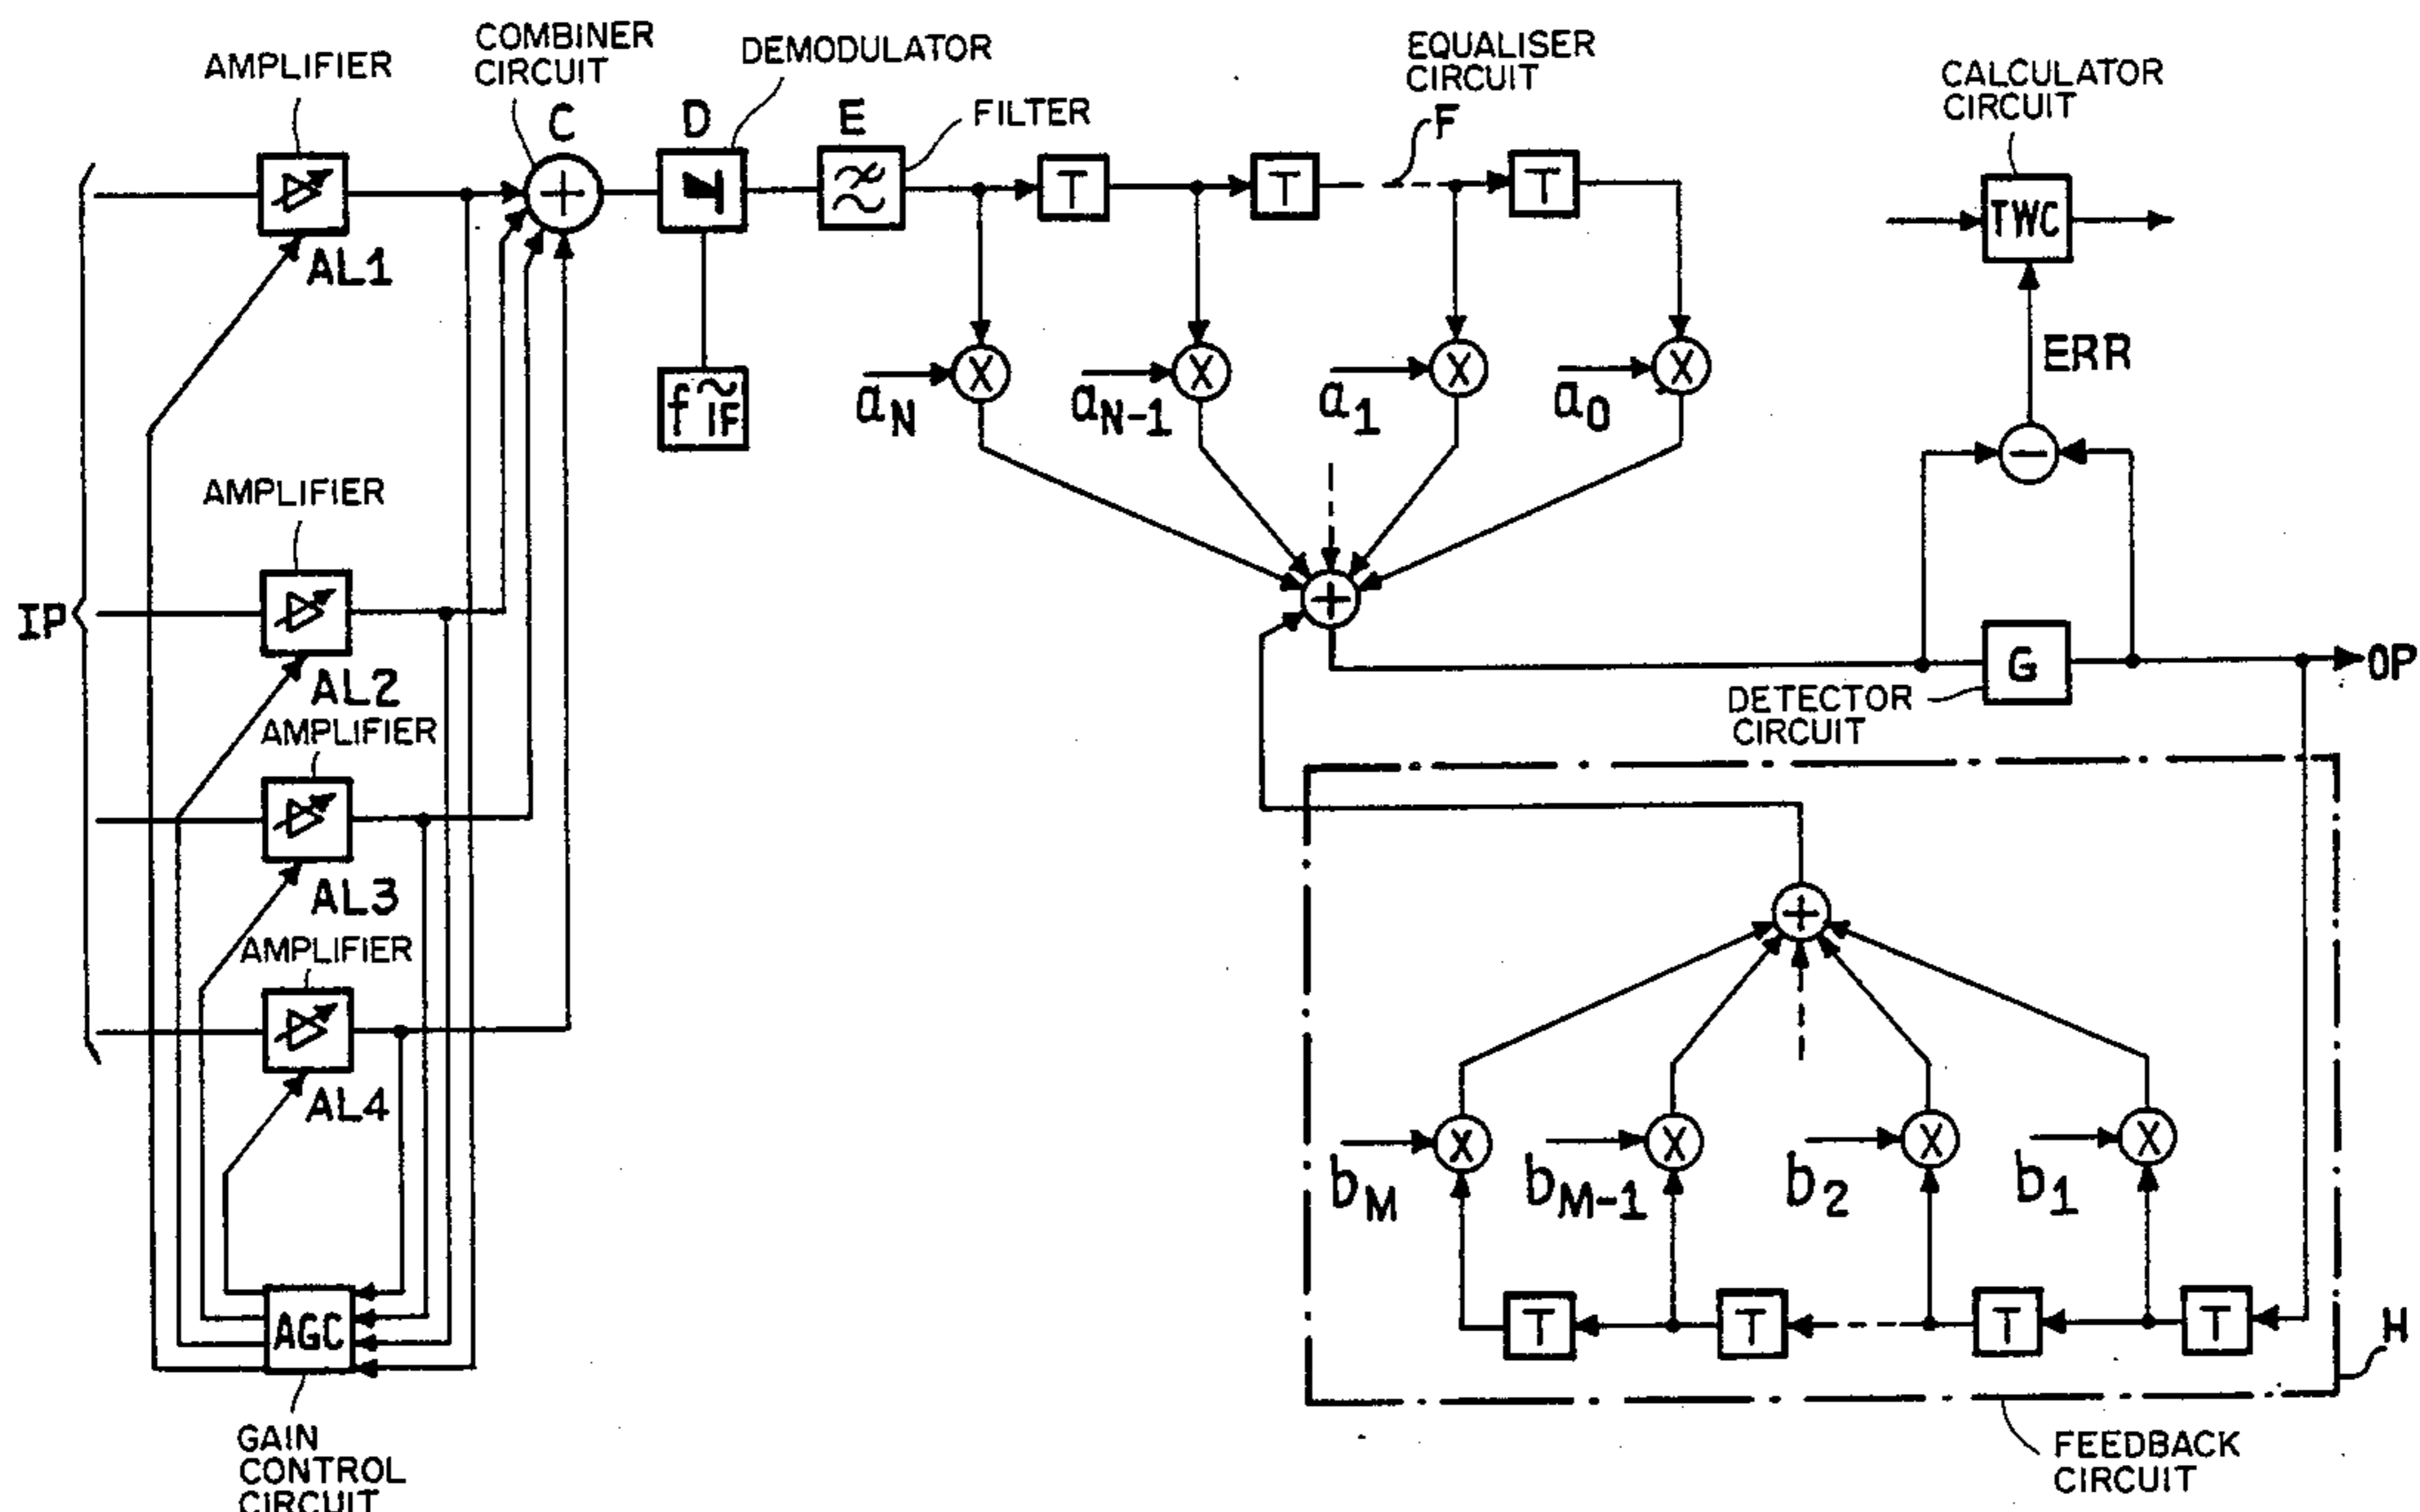 AMPLIFIER
COMBINER
CIRCUIT
C
DEMODULATOR
D
E
FILTER
EQUALISER
CIRCUIT
F
CALCULATOR
CIRCUIT
T
T
T
TWC
+
AL1
f IF
~
X
X
X
X
aN
aN-1
a1
a0
ERR
−
AMPLIFIER
IP
AL2
+
G
OP
DETECTOR
CIRCUIT
AMPLIFIER
AL3
AMPLIFIER
AL4
+
X
X
X
X
bM
bM-1
b2
b1
T
T
T
T
H
AGC
GAIN
CONTROL
CIRCUIT
FEEDBACK
CIRCUIT